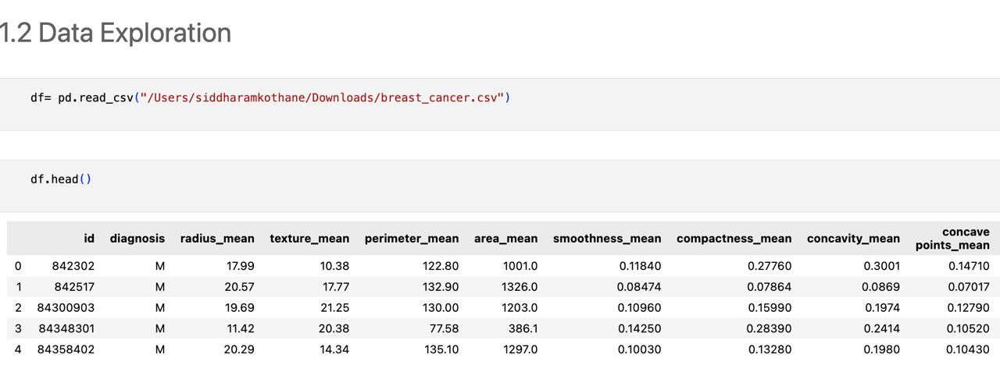 1.2 Data Exploration
df= pd.read_csv("/Users/siddharamkothane/Downloads/breast_cancer.csv")
df.head()
id diagnosis radius_mean texture_mean perimeter_mean area_mean smoothness_mean compactness_mean concavity_mean concave points_mean
0 842302 M 17.99 10.38 122.80 1001.0 0.11840 0.27760 0.3001 0.14710
1 842517 M 20.57 17.77 132.90 1326.0 0.08474 0.07864 0.0869 0.07017
2 84300903 M 19.69 21.25 130.00 1203.0 0.10960 0.15990 0.1974 0.12790
3 84348301 M 11.42 20.38 77.58 386.1 0.14250 0.28390 0.2414 0.10520
4 84358402 M 20.29 14.34 135.10 1297.0 0.10030 0.13280 0.1980 0.10430